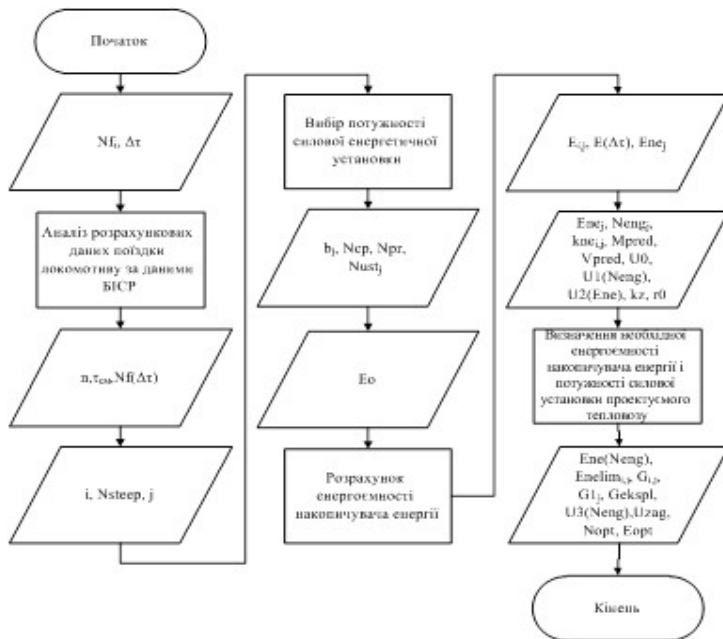 Початок
Nfᵢ, Δτ
Аналіз розрахункових
даних поїздки
локомотиву за даними
БІСР
n,τсм,Nf(Δτ)
i, Nsteep, j
Вибір потужності
силової енергетичної
установки
bⱼ, Ncp, Npr,
Nustⱼ
Eo
Розрахунок
енергоємності
накопичувача енергії
Eᵢ,ⱼ, E(Δτ), Eneⱼ
Eneⱼ, Nengᵢ,
kneᵢ,ⱼ, Mpred,
Vpred, U0,
U1(Neng),
U2(Ene), kz, r0
Визначення необхідної
енергоємності
накопичувача енергії і
потужності силової
установки проектуємого
тепловозу
Ene(Neng),
Enelimᵢ,ⱼ, Gᵢ,ⱼ,
G1ⱼ, Gekspl,
U3(Neng),Uzag,
Nopt, Eopt
Кінець